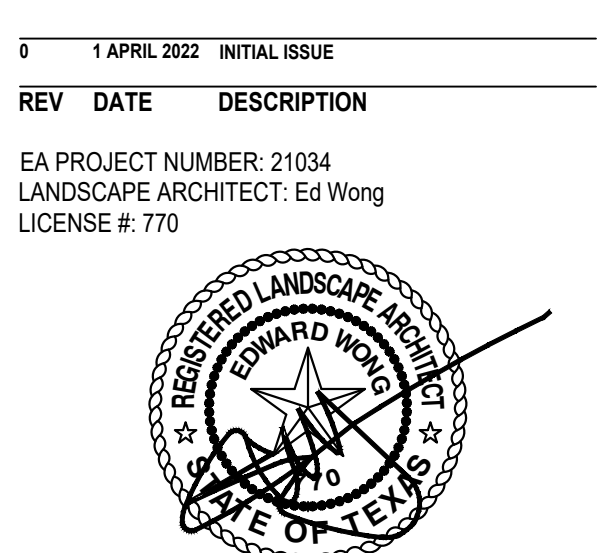 0 1 APRIL 2022 INITIAL ISSUE
REV DATE DESCRIPTION
EA PROJECT NUMBER: 21034
LANDSCAPE ARCHITECT: Ed Wong
LICENSE #: 770
REGISTERED LANDSCAPE ARCHITECT
EDWARD WONG
STATE OF TEXAS